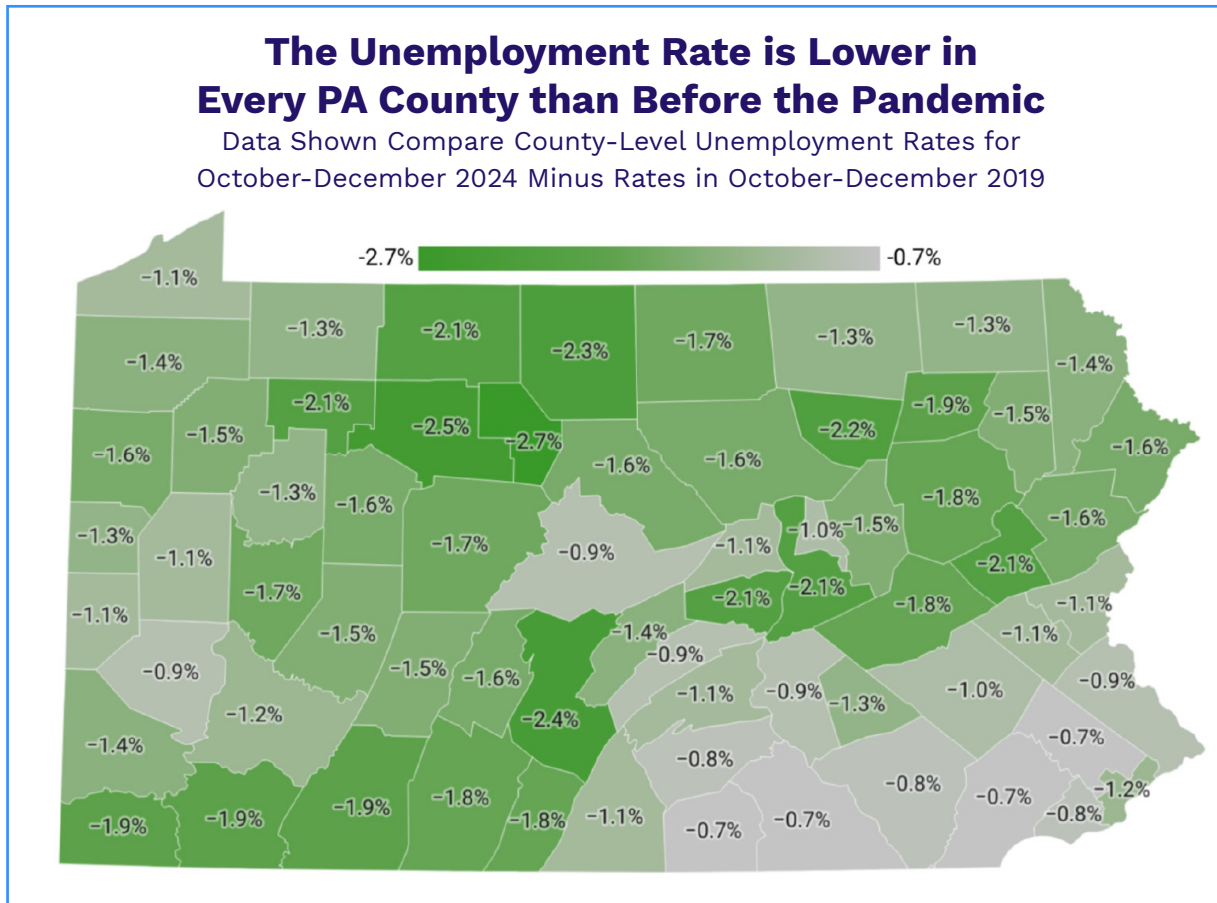 The Unemployment Rate is Lower in
Every PA County than Before the Pandemic
Data Shown Compare County-Level Unemployment Rates for
October-December 2024 Minus Rates in October-December 2019
-2.7% -0.7%
−1.1%
−1.3% −2.1% −2.3% −1.7% −1.3% −1.3%
−1.4% −1.4%
−2.1% −2.5% −2.7% −2.2% −1.9% −1.5%
−1.6% −1.5% −1.6% −1.6% −1.6%
−1.3% −1.6% −1.8%
−1.3% −1.1% −1.7% −0.9% −1.1% −1.0% −1.5% −1.6%
−2.1%
−1.1% −1.7% −2.1% −2.1% −1.8% −1.1%
−1.5% −1.4% −1.1%
−0.9% −1.5% −1.6% −0.9% −0.9%
−1.2% −2.4% −1.1% −0.9% −1.3% −1.0%
−1.4% −0.8% −0.7%
−1.9% −1.9% −1.9% −1.8% −1.8% −1.1% −0.7% −0.7% −0.8% −0.7% −0.8% −1.2%